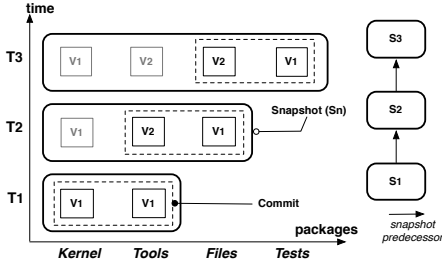 time
T3
V1
V2
V2
V1
S3
T2
V1
V2
V1
Snapshot (Sn)
S2
T1
V1
V1
Commit
S1
packages
snapshot
predecessor
Kernel
Tools
Files
Tests